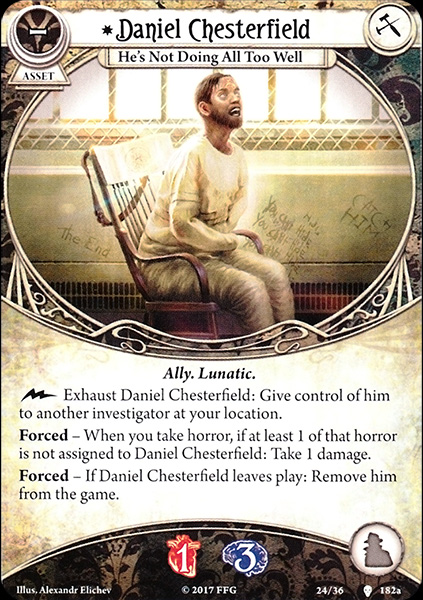 Daniel Chesterfield
ASSET
He's Not Doing All Too Well
The End
CATCH
HIM
Ally. Lunatic.
Exhaust Daniel Chesterfield: Give control of him
to another investigator at your location.
Forced – When you take horror, if at least 1 of that horror
is not assigned to Daniel Chesterfield: Take 1 damage.
Forced – If Daniel Chesterfield leaves play: Remove him
from the game.
1
3
Illus. Alexandr Elichev
© 2017 FFG
24/36
182a